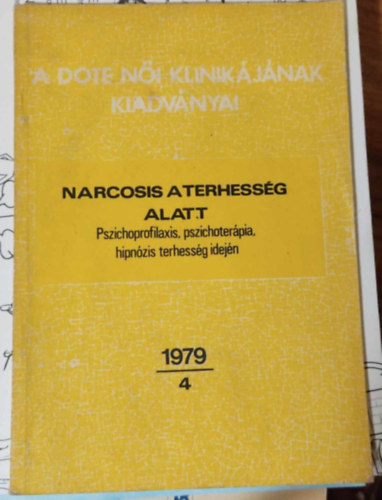 A DOTE NŐI KLINIKÁJÁNAK
KIADVÁNYAI
NARCOSIS A TERHESSÉG
ALATT
Pszichoprofilaxis, pszichoterápia,
hipnózis terhesség idején
1979
4